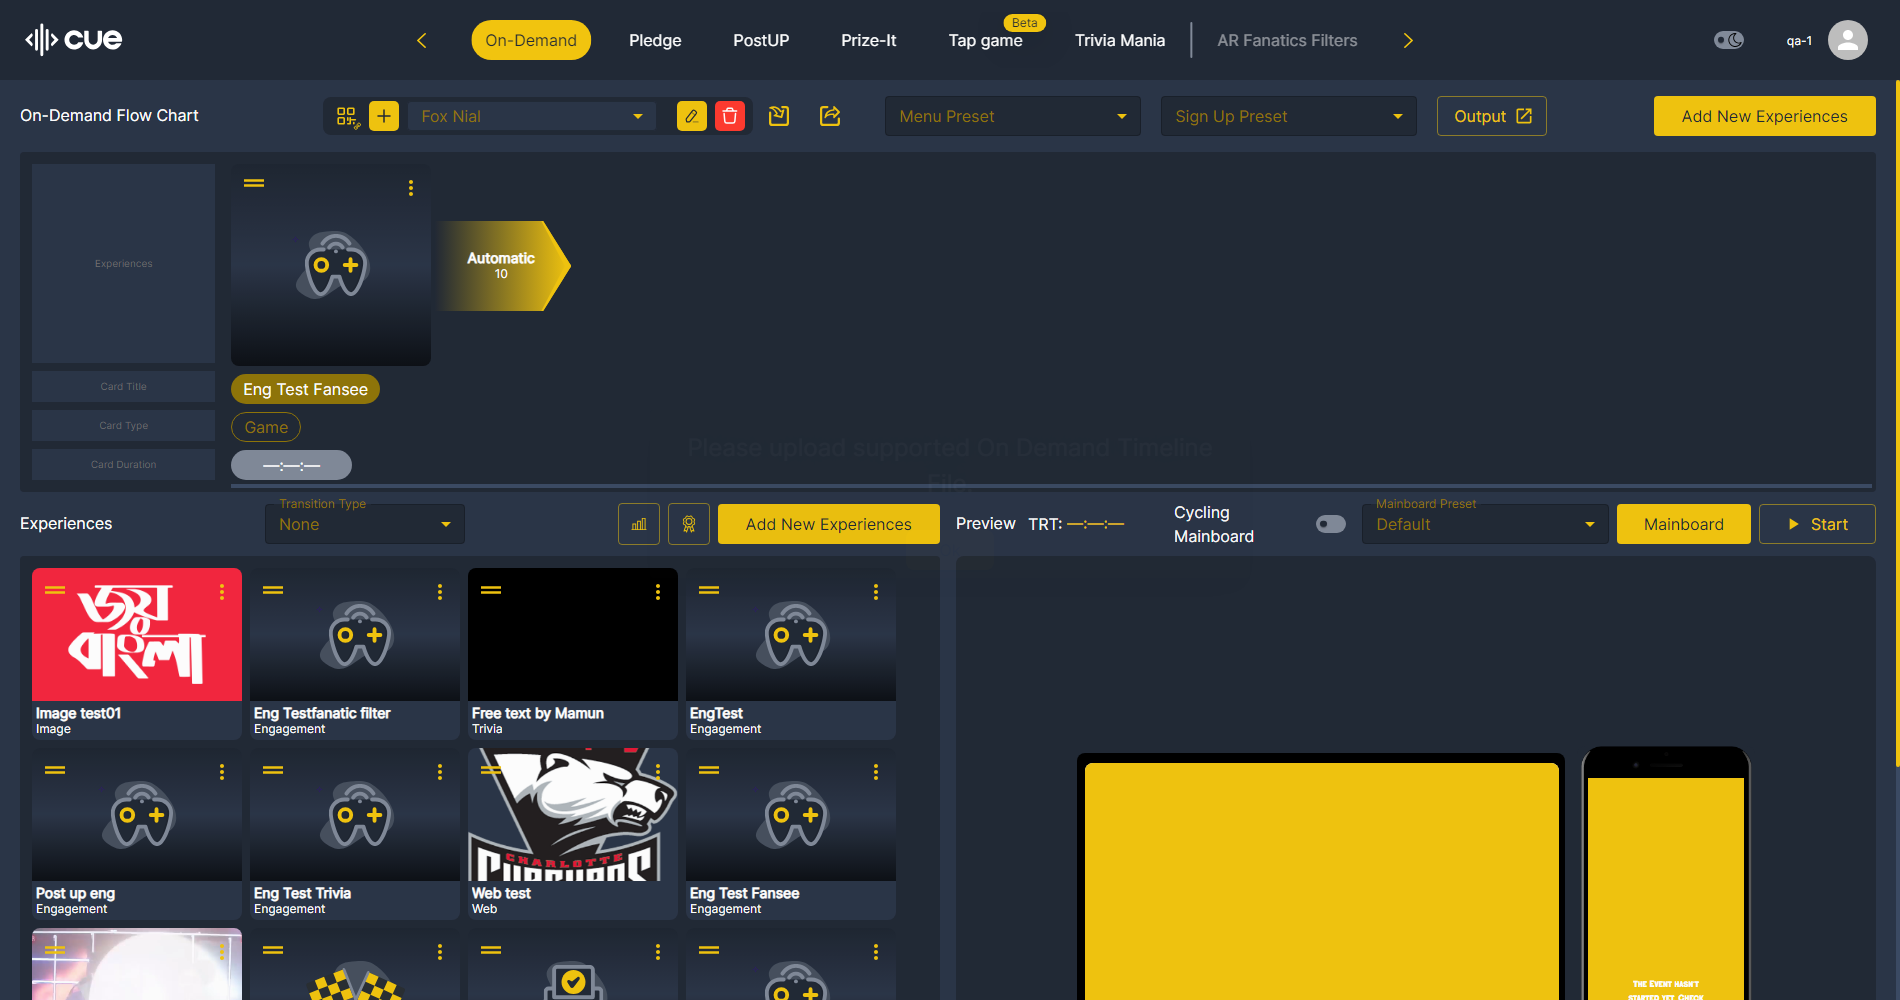 cue
On-Demand
Pledge
PostUP
Prize-It
Beta
Tap game
Trivia Mania
AR Fanatics Filters
qa-1
On-Demand Flow Chart
Fox Nial
Menu Preset
Sign Up Preset
Output
Add New Experiences
Experiences
Automatic
10
Card Title
Eng Test Fansee
Card Type
Game
Card Duration
—:—:—
Please upload supported On Demand Timeline
File.
Experiences
Transition Type
None
Add New Experiences
Preview
TRT: —:—:—
Cycling
Mainboard
Mainboard Preset
Default
Mainboard
Start
জয়
বাংলা
Image test01
Image
Eng Testfanatic filter
Engagement
Free text by Mamun
Trivia
EngTest
Engagement
Post up eng
Engagement
Eng Test Trivia
Engagement
CHARLOTTE
Web test
Web
Eng Test Fansee
Engagement
The Event hasn't
started yet. Check